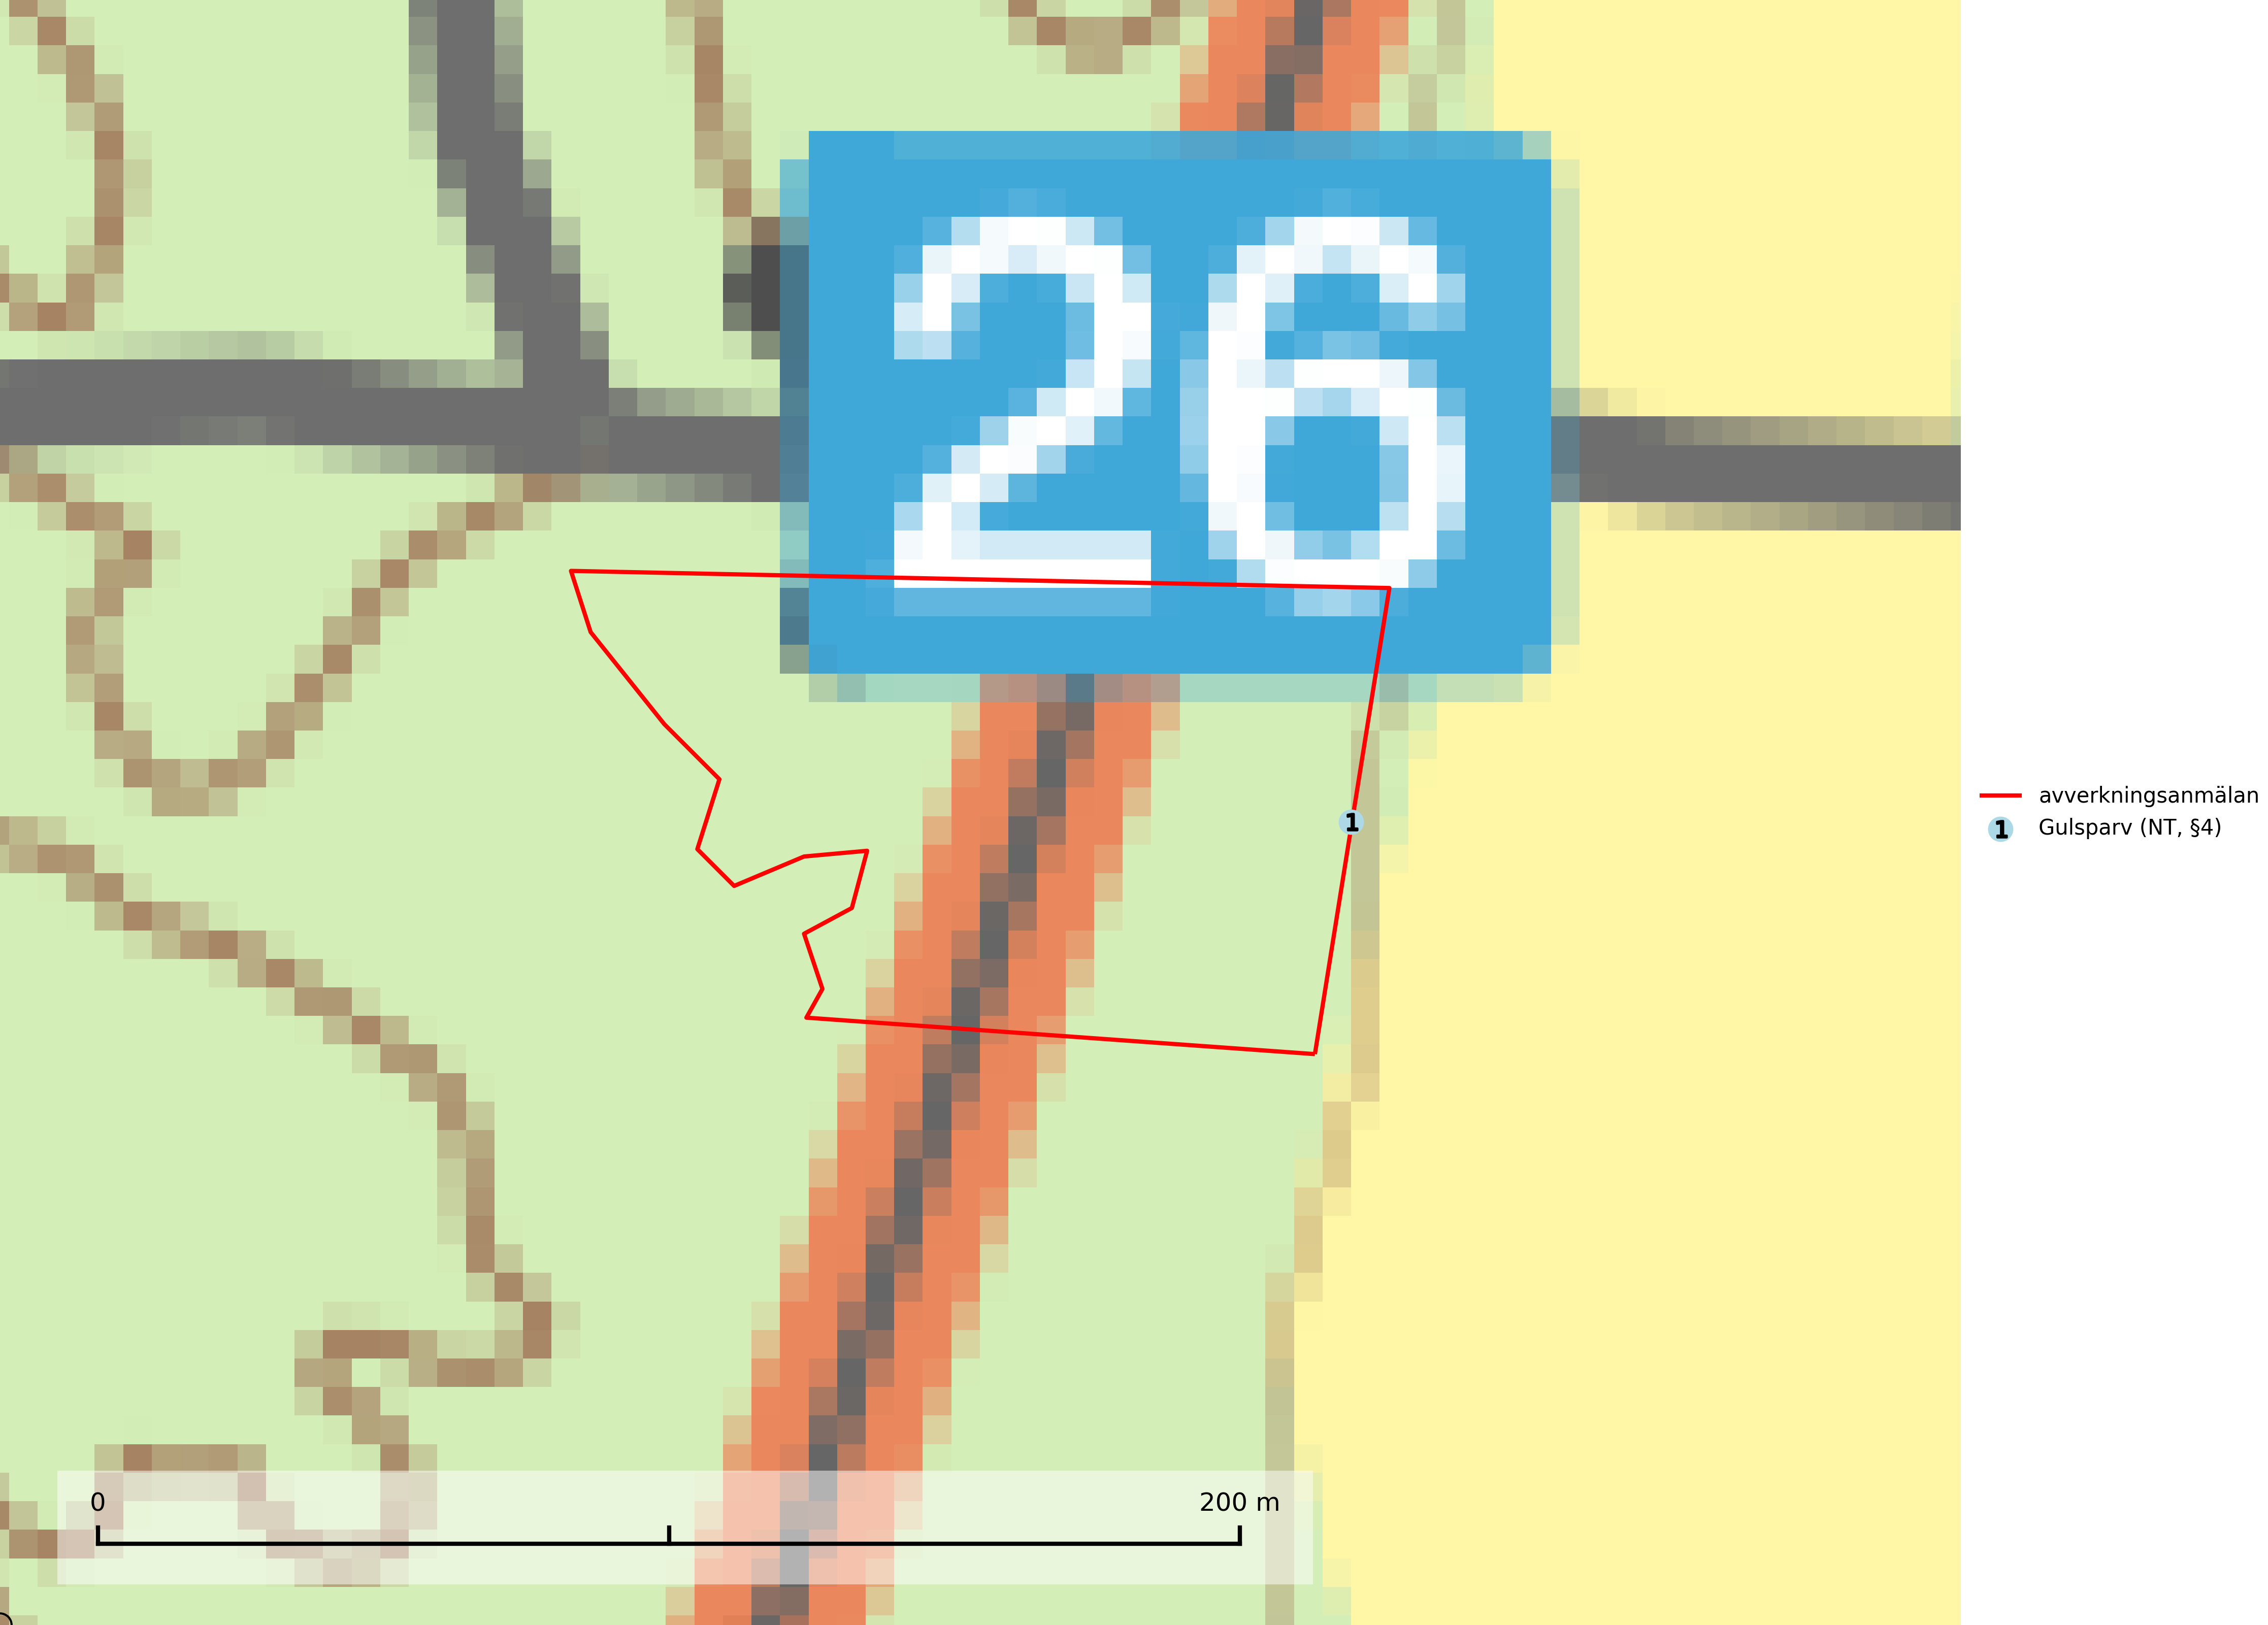 26
1
avverkningsanmälan
1 Gulsparv (NT, §4)
0 200 m